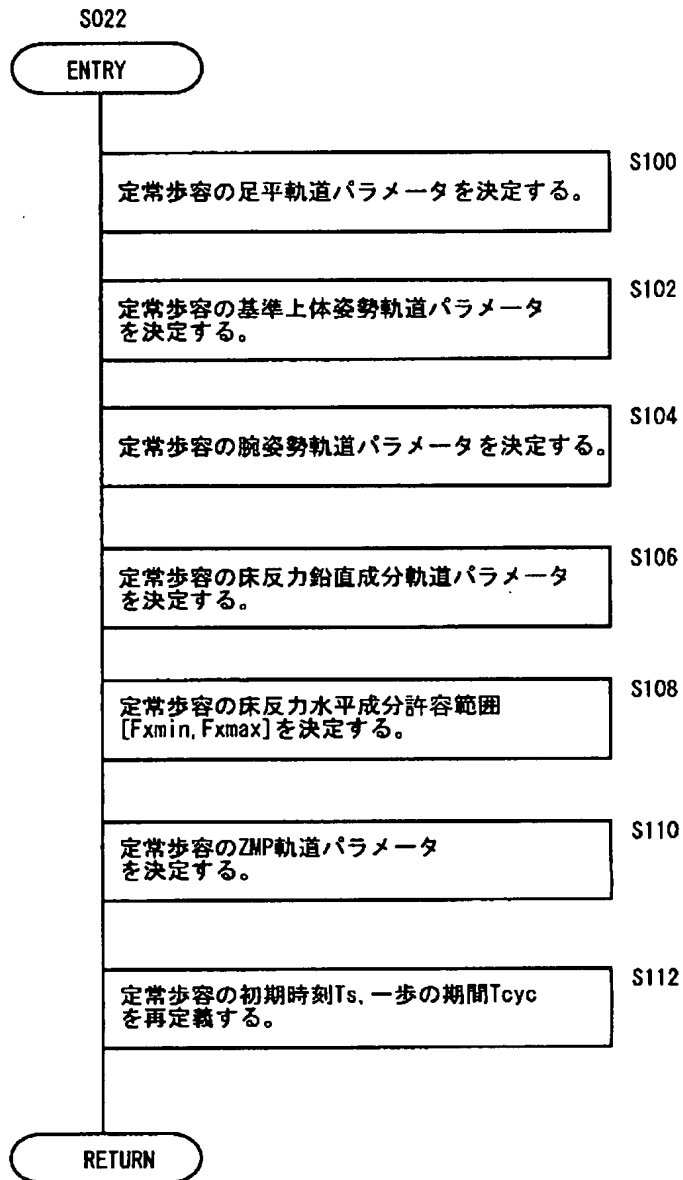 S022
ENTRY
S100
定常歩容の足平軌道パラメータを決定する。
S102
定常歩容の基準上体姿勢軌道パラメータ
を決定する。
S104
定常歩容の腕姿勢軌道パラメータを決定する。
S106
定常歩容の床反力鉛直成分軌道パラメータ
を決定する。
S108
定常歩容の床反力水平成分許容範囲
[Fxmin,Fxmax]を決定する。
S110
定常歩容のZMP軌道パラメータ
を決定する。
S112
定常歩容の初期時刻Ts,一歩の期間Tcyc
を再定義する。
RETURN